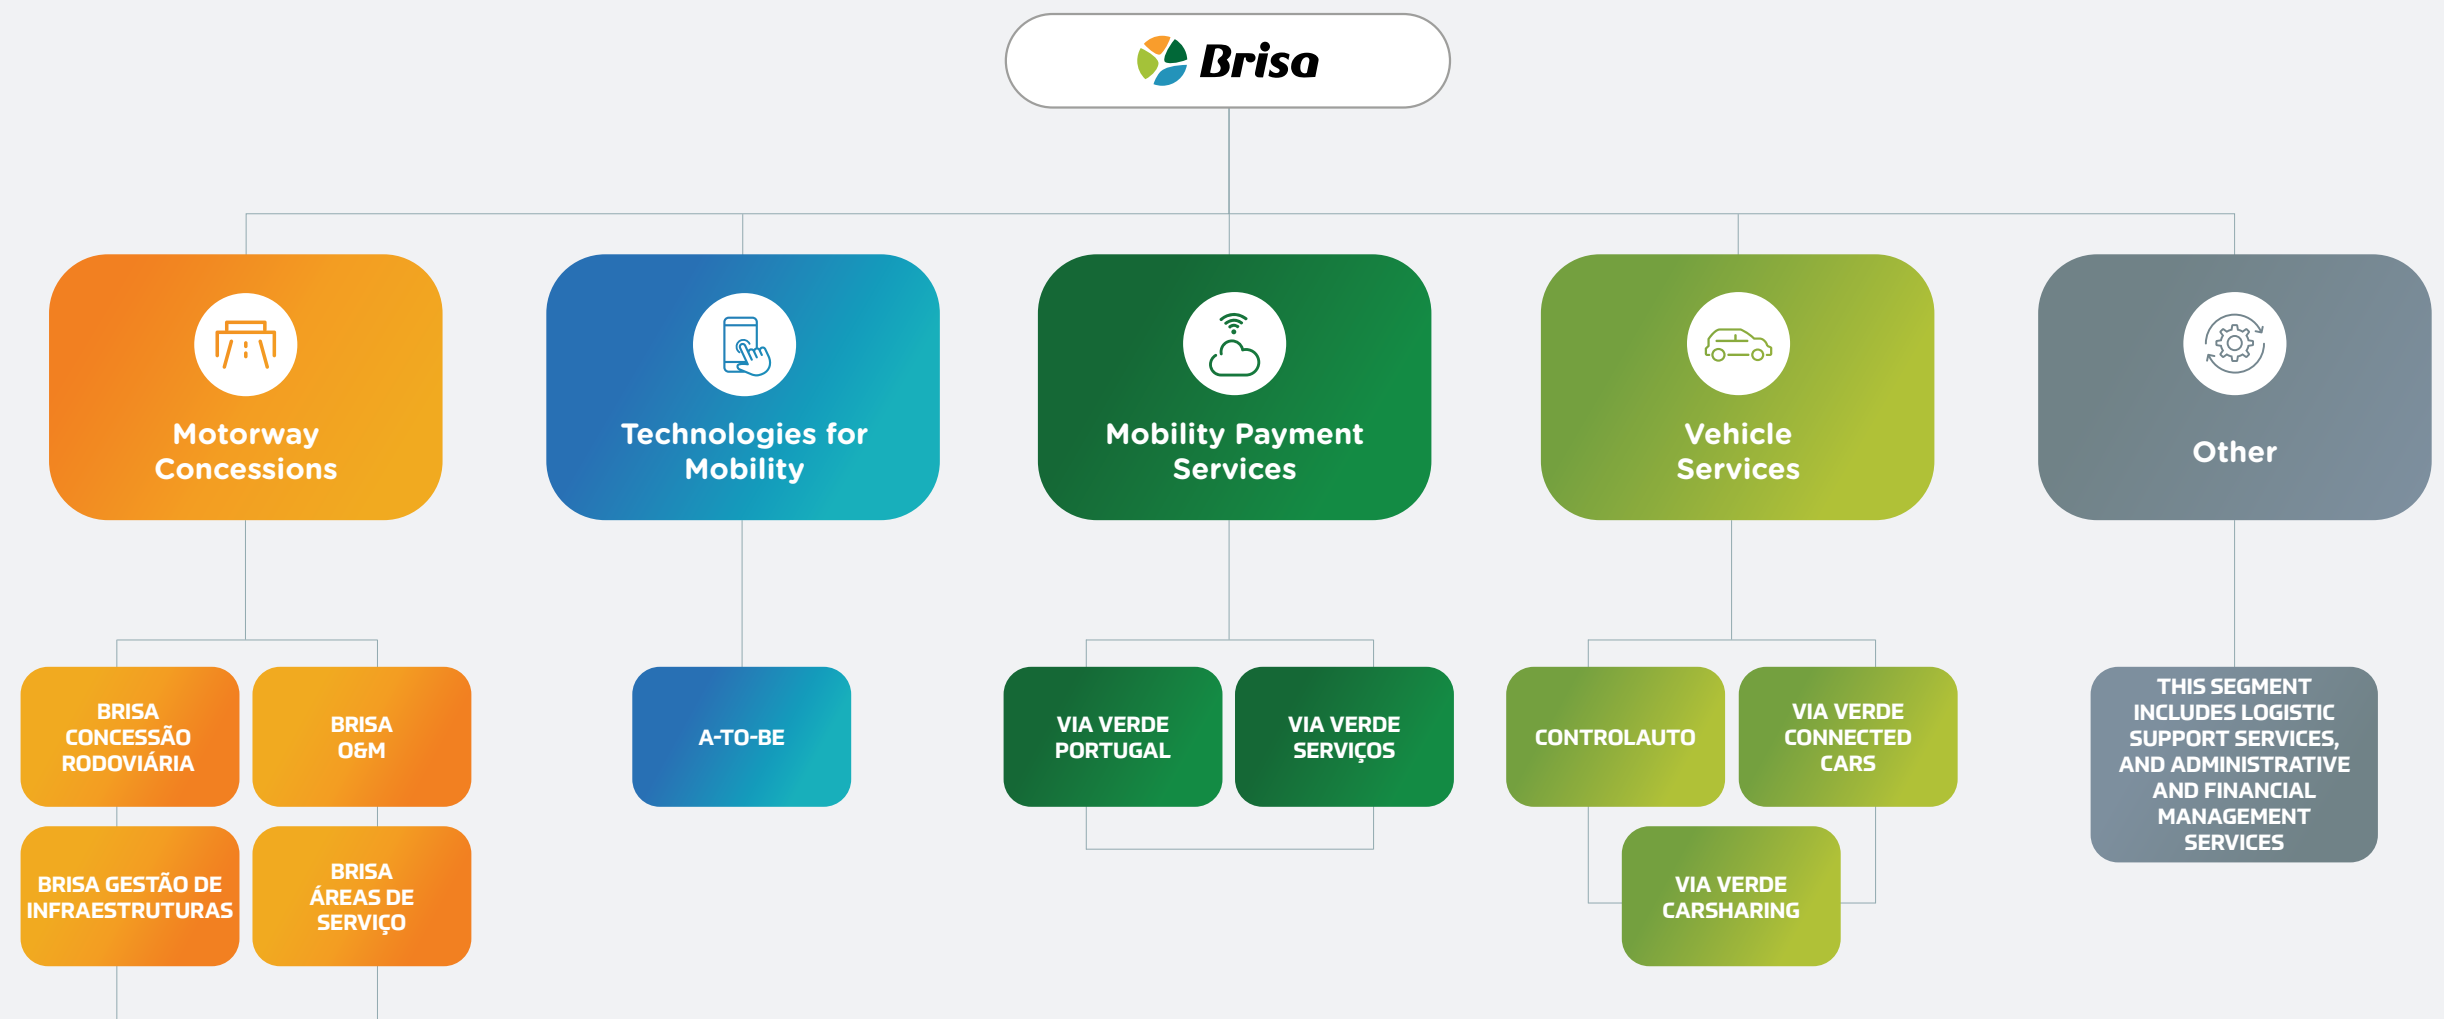 Brisa
Motorway
Concessions
Technologies for
Mobility
Mobility Payment
Services
Vehicle
Services
Other
BRISA
CONCESSÃO
RODOVIÁRIA
BRISA
O&M
BRISA GESTÃO DE
INFRAESTRUTURAS
BRISA
ÁREAS DE
SERVIÇO
A-TO-BE
VIA VERDE
PORTUGAL
VIA VERDE
SERVIÇOS
CONTROLAUTO
VIA VERDE
CONNECTED
CARS
VIA VERDE
CARSHARING
THIS SEGMENT
INCLUDES LOGISTIC
SUPPORT SERVICES,
AND ADMINISTRATIVE
AND FINANCIAL
MANAGEMENT
SERVICES